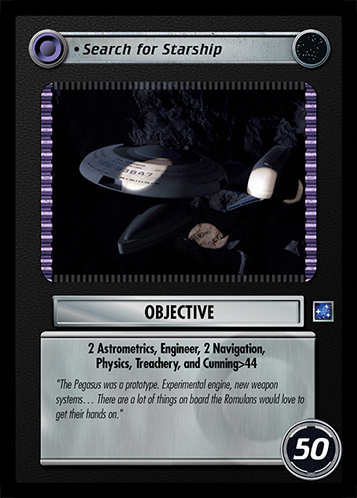 • Search for Starship
OBJECTIVE
2 Astrometrics, Engineer, 2 Navigation,
Physics, Treachery, and Cunning>44
"The Pegasus was a prototype. Experimental engine, new weapon
systems… There are a lot of things on board the Romulans would love to
get their hands on."
50